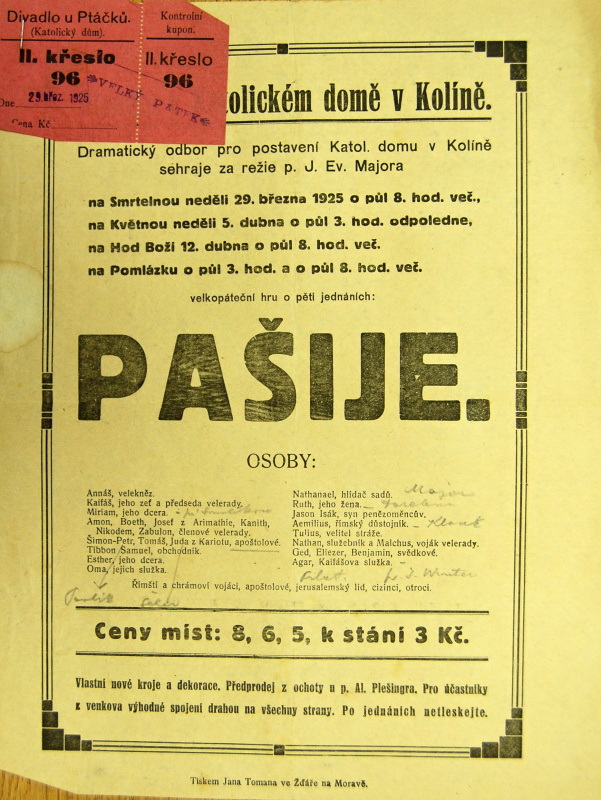 Divadlo u Ptáčků.
(Katolický dům).
II. křeslo
96
Dne 29. břez. 1925
Cena Kč
Kontrolní
kupon.
II. křeslo
96
VELKÝ PÁTEK
tolickém domě v Kolíně.
Dramatický odbor pro postavení Katol. domu v Kolíně
sehraje za režie p. J. Ev. Majora
na Smrtelnou neděli 29. března 1925 o půl 8. hod. več.,
na Květnou neděli 5. dubna o půl 3. hod. odpoledne,
na Hod Boží 12. dubna o půl 8. hod. več.
na Pomlázku o půl 3. hod. a o půl 8. hod. več.
velkopáteční hru o pěti jednáních:
PAŠIJE.
OSOBY:
Annáš, velekněz.
Kaifáš, jeho zeť a předseda velerady.
Miriam, jeho dcera.
Amon, Boeth, Josef z Arimathie, Kanith,
Nikodem, Zabulon, členové velerady.
Šimon-Petr, Tomáš, Juda z Kariotu, apoštolové.
Tibbon Samuel, obchodník.
Esther, jeho dcera.
Oma, jejich služka.
Nathanael, hlídač sadů. Major
Ruth, jeho žena.
Jason Isák, syn peněžoměncův.
Aemilius, římský důstojník.
Tulius, velitel stráže.
Nathan, služebník a Malchus, voják velerady.
Ged, Eliezer, Benjamin, svědkové.
Agar, Kaifášova služka.
Římští a chrámoví vojáci, apoštolové, jerusalemský lid, cizinci, otroci.
Ceny míst: 8, 6, 5, k stání 3 Kč.
Vlastní nové kroje a dekorace. Předprodej z ochoty u p. Al. Plešingra. Pro účastníky
z venkova výhodné spojení drahou na všechny strany. Po jednáních netleskejte.
Tiskem Jana Tomana ve Žďáře na Moravě.